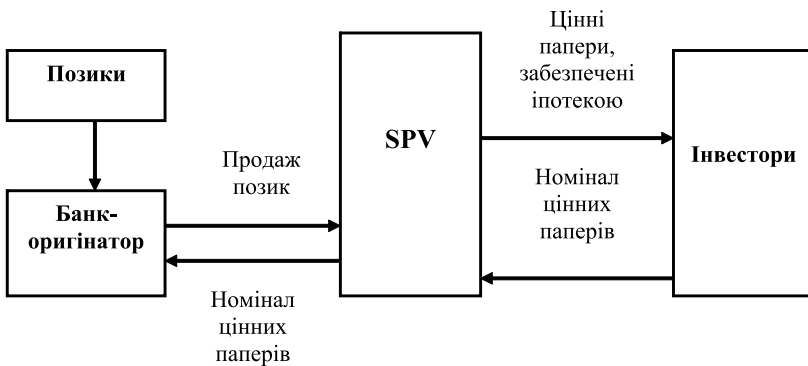 Позики
Банк-
оригінатор
Продаж
позик
Номінал
цінних
паперів
SPV
Цінні
папери,
забезпечені
іпотекою
Номінал
цінних
паперів
Інвестори